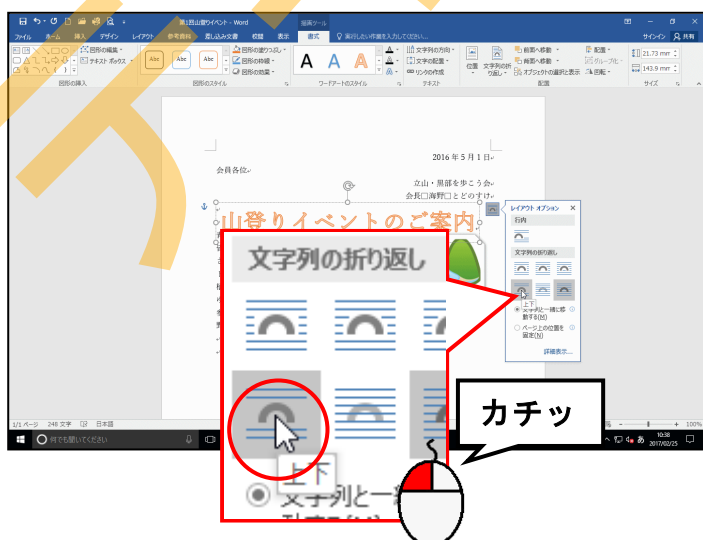 第1回山登りイベント - Word
描画ツール
ファイル ホーム 挿入 デザイン レイアウト 参考資料 差し込み文書 校閲 表示 書式 実行したい作業を入力してください...
サインイン 共有
図形の編集
テキスト ボックス
Abc Abc Abc
図形の塗りつぶし
図形の枠線
図形の効果
A A A
文字列の方向
文字の配置
リンクの作成
位置 文字列の折り返し
前面へ移動
背面へ移動
オブジェクトの選択と表示
配置
グループ化
回転
21.73 mm
143.9 mm
図形の挿入 図形のスタイル ワードアートのスタイル テキスト 配置 サイズ
2016 年 5 月 1 日
会員各位
立山・黒部を歩こう会
会長□海野□とどのすけ
山登りイベントのご案内
レイアウト オプション ×
行内
文字列の折り返し
上下
文字列と一緒に移動する(M)
ページ上の位置を固定(N)
詳細表示...
文字列の折り返し
上下
文字列と一
カチッ
1/1 ページ 248 文字 日本語
100%
何でも聞いてください
あ
10:38
2017/02/25